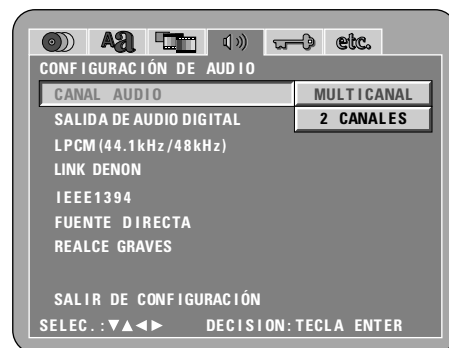 Aa etc.
CONFIGURACIÓN DE AUDIO
CANAL AUDIO MULTICANAL
SALIDA DE AUDIO DIGITAL 2 CANALES
LPCM (44.1kHz/48kHz)
LINK DENON
IEEE1394
FUENTE DIRECTA
REALCE GRAVES
SALIR DE CONFIGURACIÓN
SELEC.:▼▲◄► DECISION:TECLA ENTER